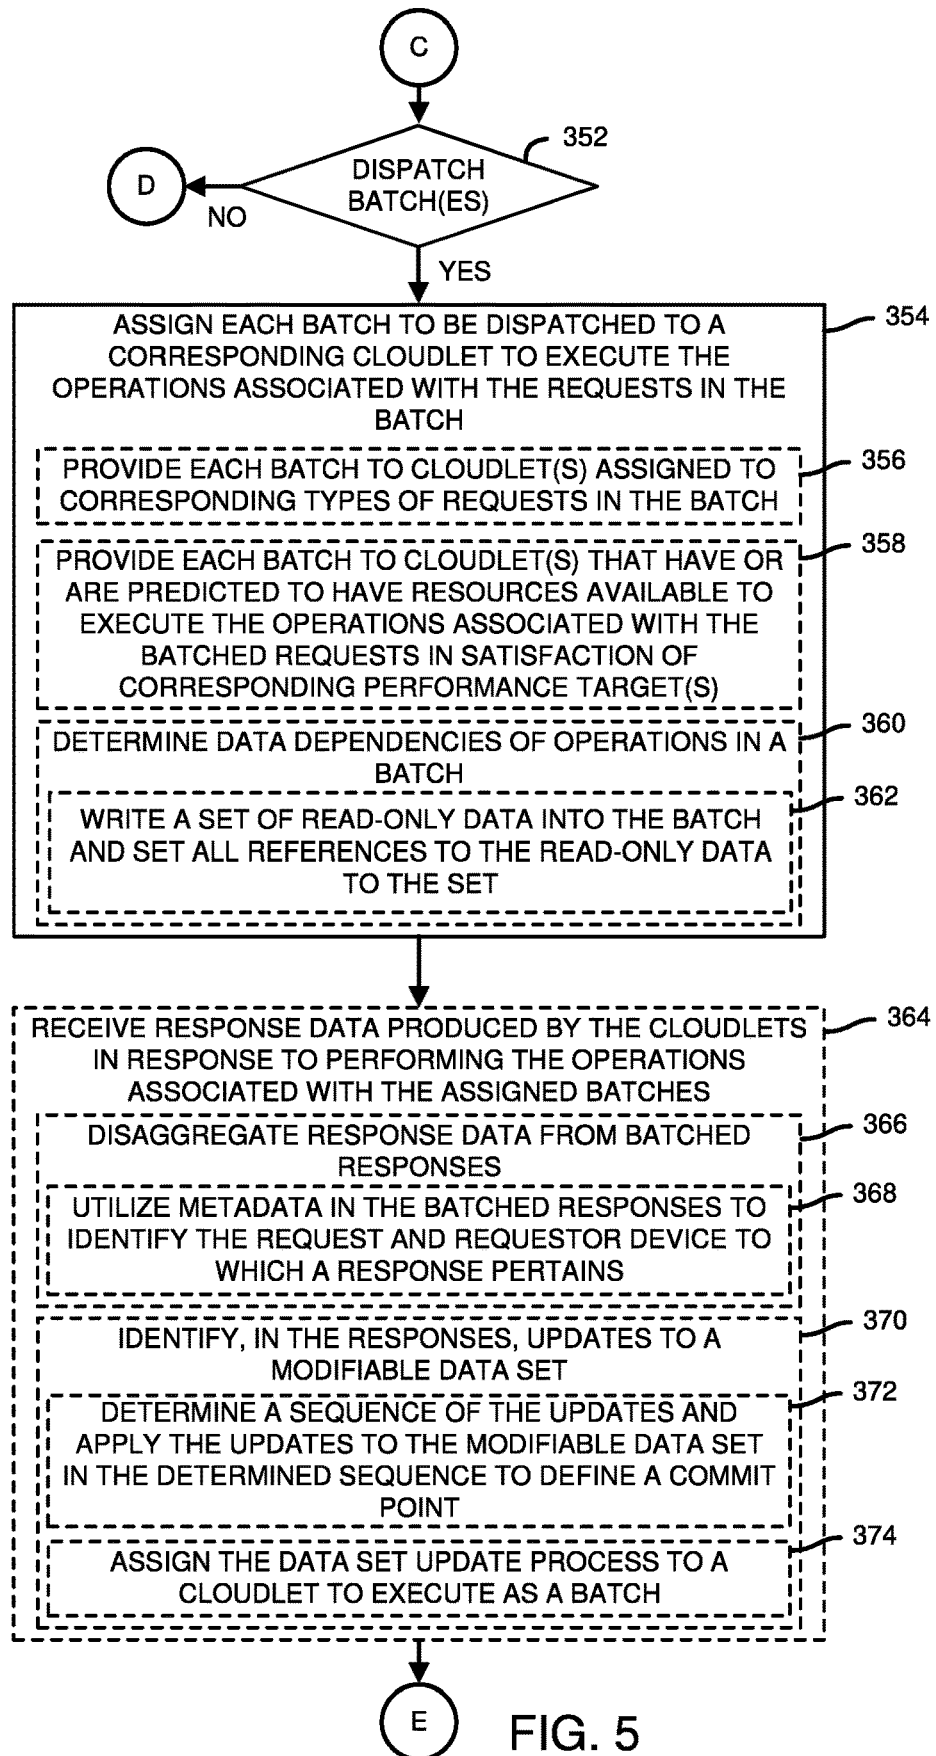 C
352
DISPATCH
BATCH(ES)
D
NO
YES
354
ASSIGN EACH BATCH TO BE DISPATCHED TO A
CORRESPONDING CLOUDLET TO EXECUTE THE
OPERATIONS ASSOCIATED WITH THE REQUESTS IN THE
BATCH
356
PROVIDE EACH BATCH TO CLOUDLET(S) ASSIGNED TO
CORRESPONDING TYPES OF REQUESTS IN THE BATCH
358
PROVIDE EACH BATCH TO CLOUDLET(S) THAT HAVE OR
ARE PREDICTED TO HAVE RESOURCES AVAILABLE TO
EXECUTE THE OPERATIONS ASSOCIATED WITH THE
BATCHED REQUESTS IN SATISFACTION OF
CORRESPONDING PERFORMANCE TARGET(S)
360
DETERMINE DATA DEPENDENCIES OF OPERATIONS IN A
BATCH
362
WRITE A SET OF READ-ONLY DATA INTO THE BATCH
AND SET ALL REFERENCES TO THE READ-ONLY DATA
TO THE SET
364
RECEIVE RESPONSE DATA PRODUCED BY THE CLOUDLETS
IN RESPONSE TO PERFORMING THE OPERATIONS
ASSOCIATED WITH THE ASSIGNED BATCHES
366
DISAGGREGATE RESPONSE DATA FROM BATCHED
RESPONSES
368
UTILIZE METADATA IN THE BATCHED RESPONSES TO
IDENTIFY THE REQUEST AND REQUESTOR DEVICE TO
WHICH A RESPONSE PERTAINS
370
IDENTIFY, IN THE RESPONSES, UPDATES TO A
MODIFIABLE DATA SET
372
DETERMINE A SEQUENCE OF THE UPDATES AND
APPLY THE UPDATES TO THE MODIFIABLE DATA SET
IN THE DETERMINED SEQUENCE TO DEFINE A COMMIT
POINT
374
ASSIGN THE DATA SET UPDATE PROCESS TO A
CLOUDLET TO EXECUTE AS A BATCH
E
FIG. 5